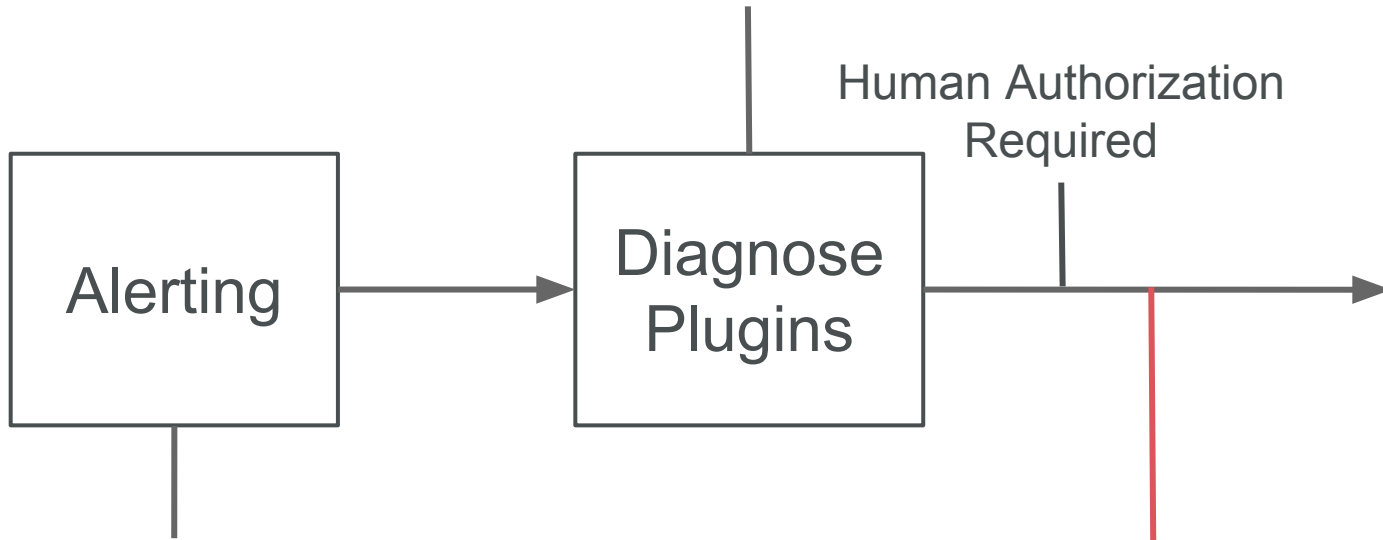 Human Authorization
Required
Alerting
Diagnose
Plugins